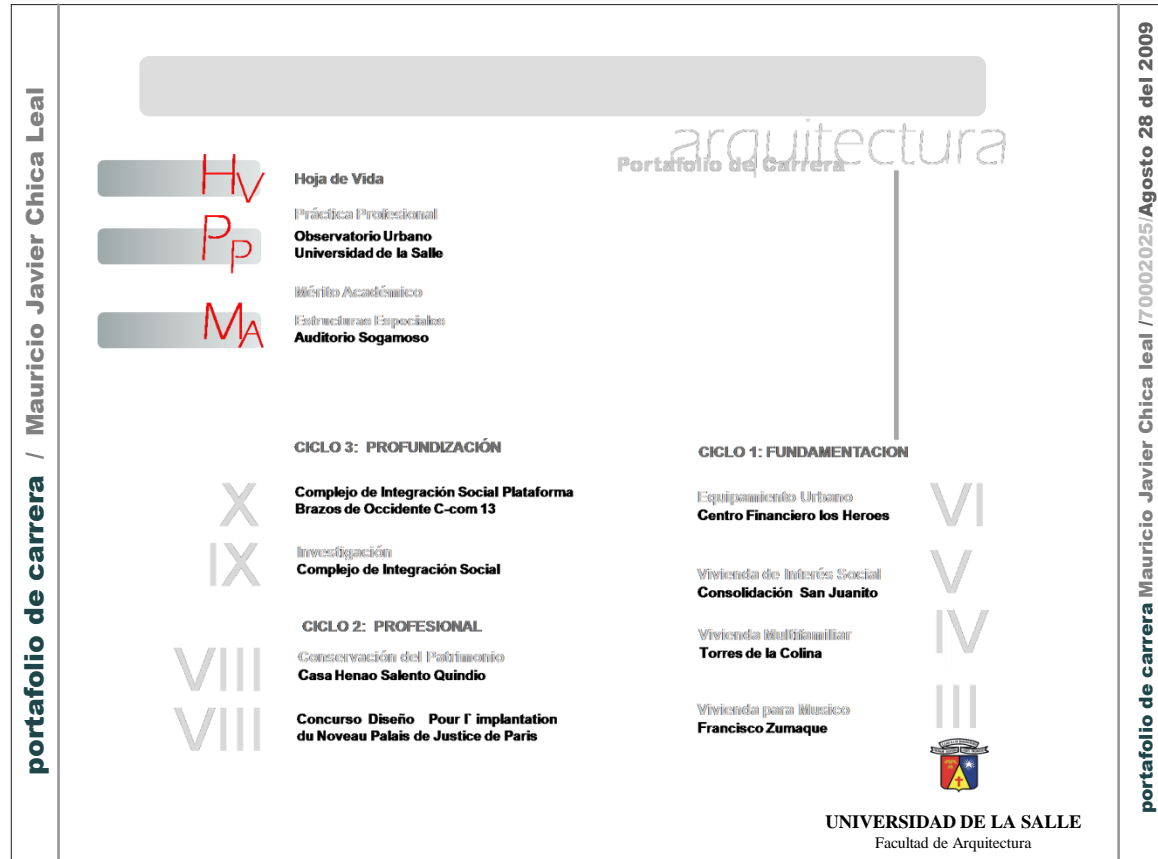 portafolio de carrera / Mauricio Javier Chica Leal
arquitectura
Portafolio de Carrera
HV
Hoja de Vida
PP
Práctica Profesional
Observatorio Urbano
Universidad de la Salle
MA
Mérito Académico
Estructuras Especiales
Auditorio Sogamoso
CICLO 3: PROFUNDIZACIÓN
X
Complejo de Integración Social Plataforma
Brazos de Occidente C-com 13
IX
Investigación
Complejo de Integración Social
CICLO 2: PROFESIONAL
VIII
Conservación del Patrimonio
Casa Henao Salento Quindio
VIII
Concurso Diseño Pour l' implantation
du Noveau Palais de Justice de Paris
CICLO 1: FUNDAMENTACION
Equipamiento Urbano
Centro Financiero los Heroes
VI
Vivienda de Interés Social
Consolidación San Juanito
V
Vivienda Multifamiliar
Torres de la Colina
IV
Vivienda para Musico
Francisco Zumaque
III
UNIVERSIDAD DE LA SALLE
Facultad de Arquitectura
portafolio de carrera Mauricio Javier Chica leal /70002025/Agosto 28 del 2009